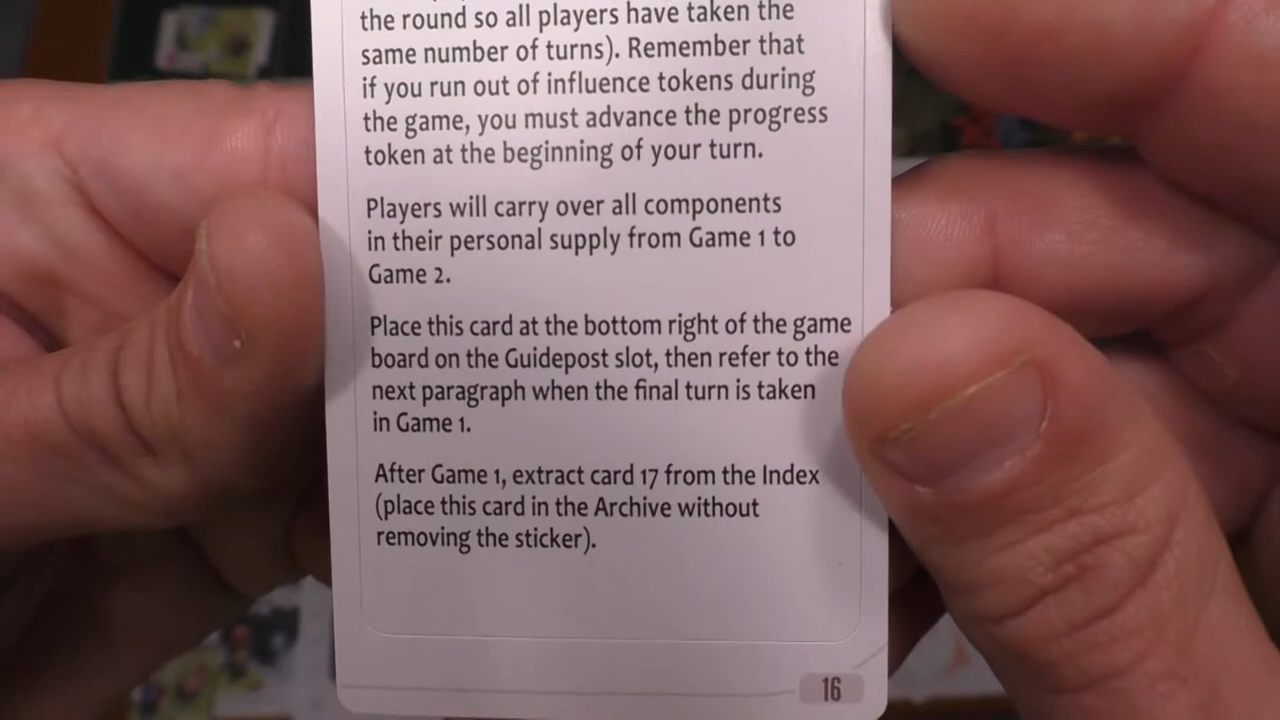 the round so all players have taken the
same number of turns). Remember that
if you run out of influence tokens during
the game, you must advance the progress
token at the beginning of your turn.
Players will carry over all components
in their personal supply from Game 1 to
Game 2.
Place this card at the bottom right of the game
board on the Guidepost slot, then refer to the
next paragraph when the final turn is taken
in Game 1.
After Game 1, extract card 17 from the Index
(place this card in the Archive without
removing the sticker).
16